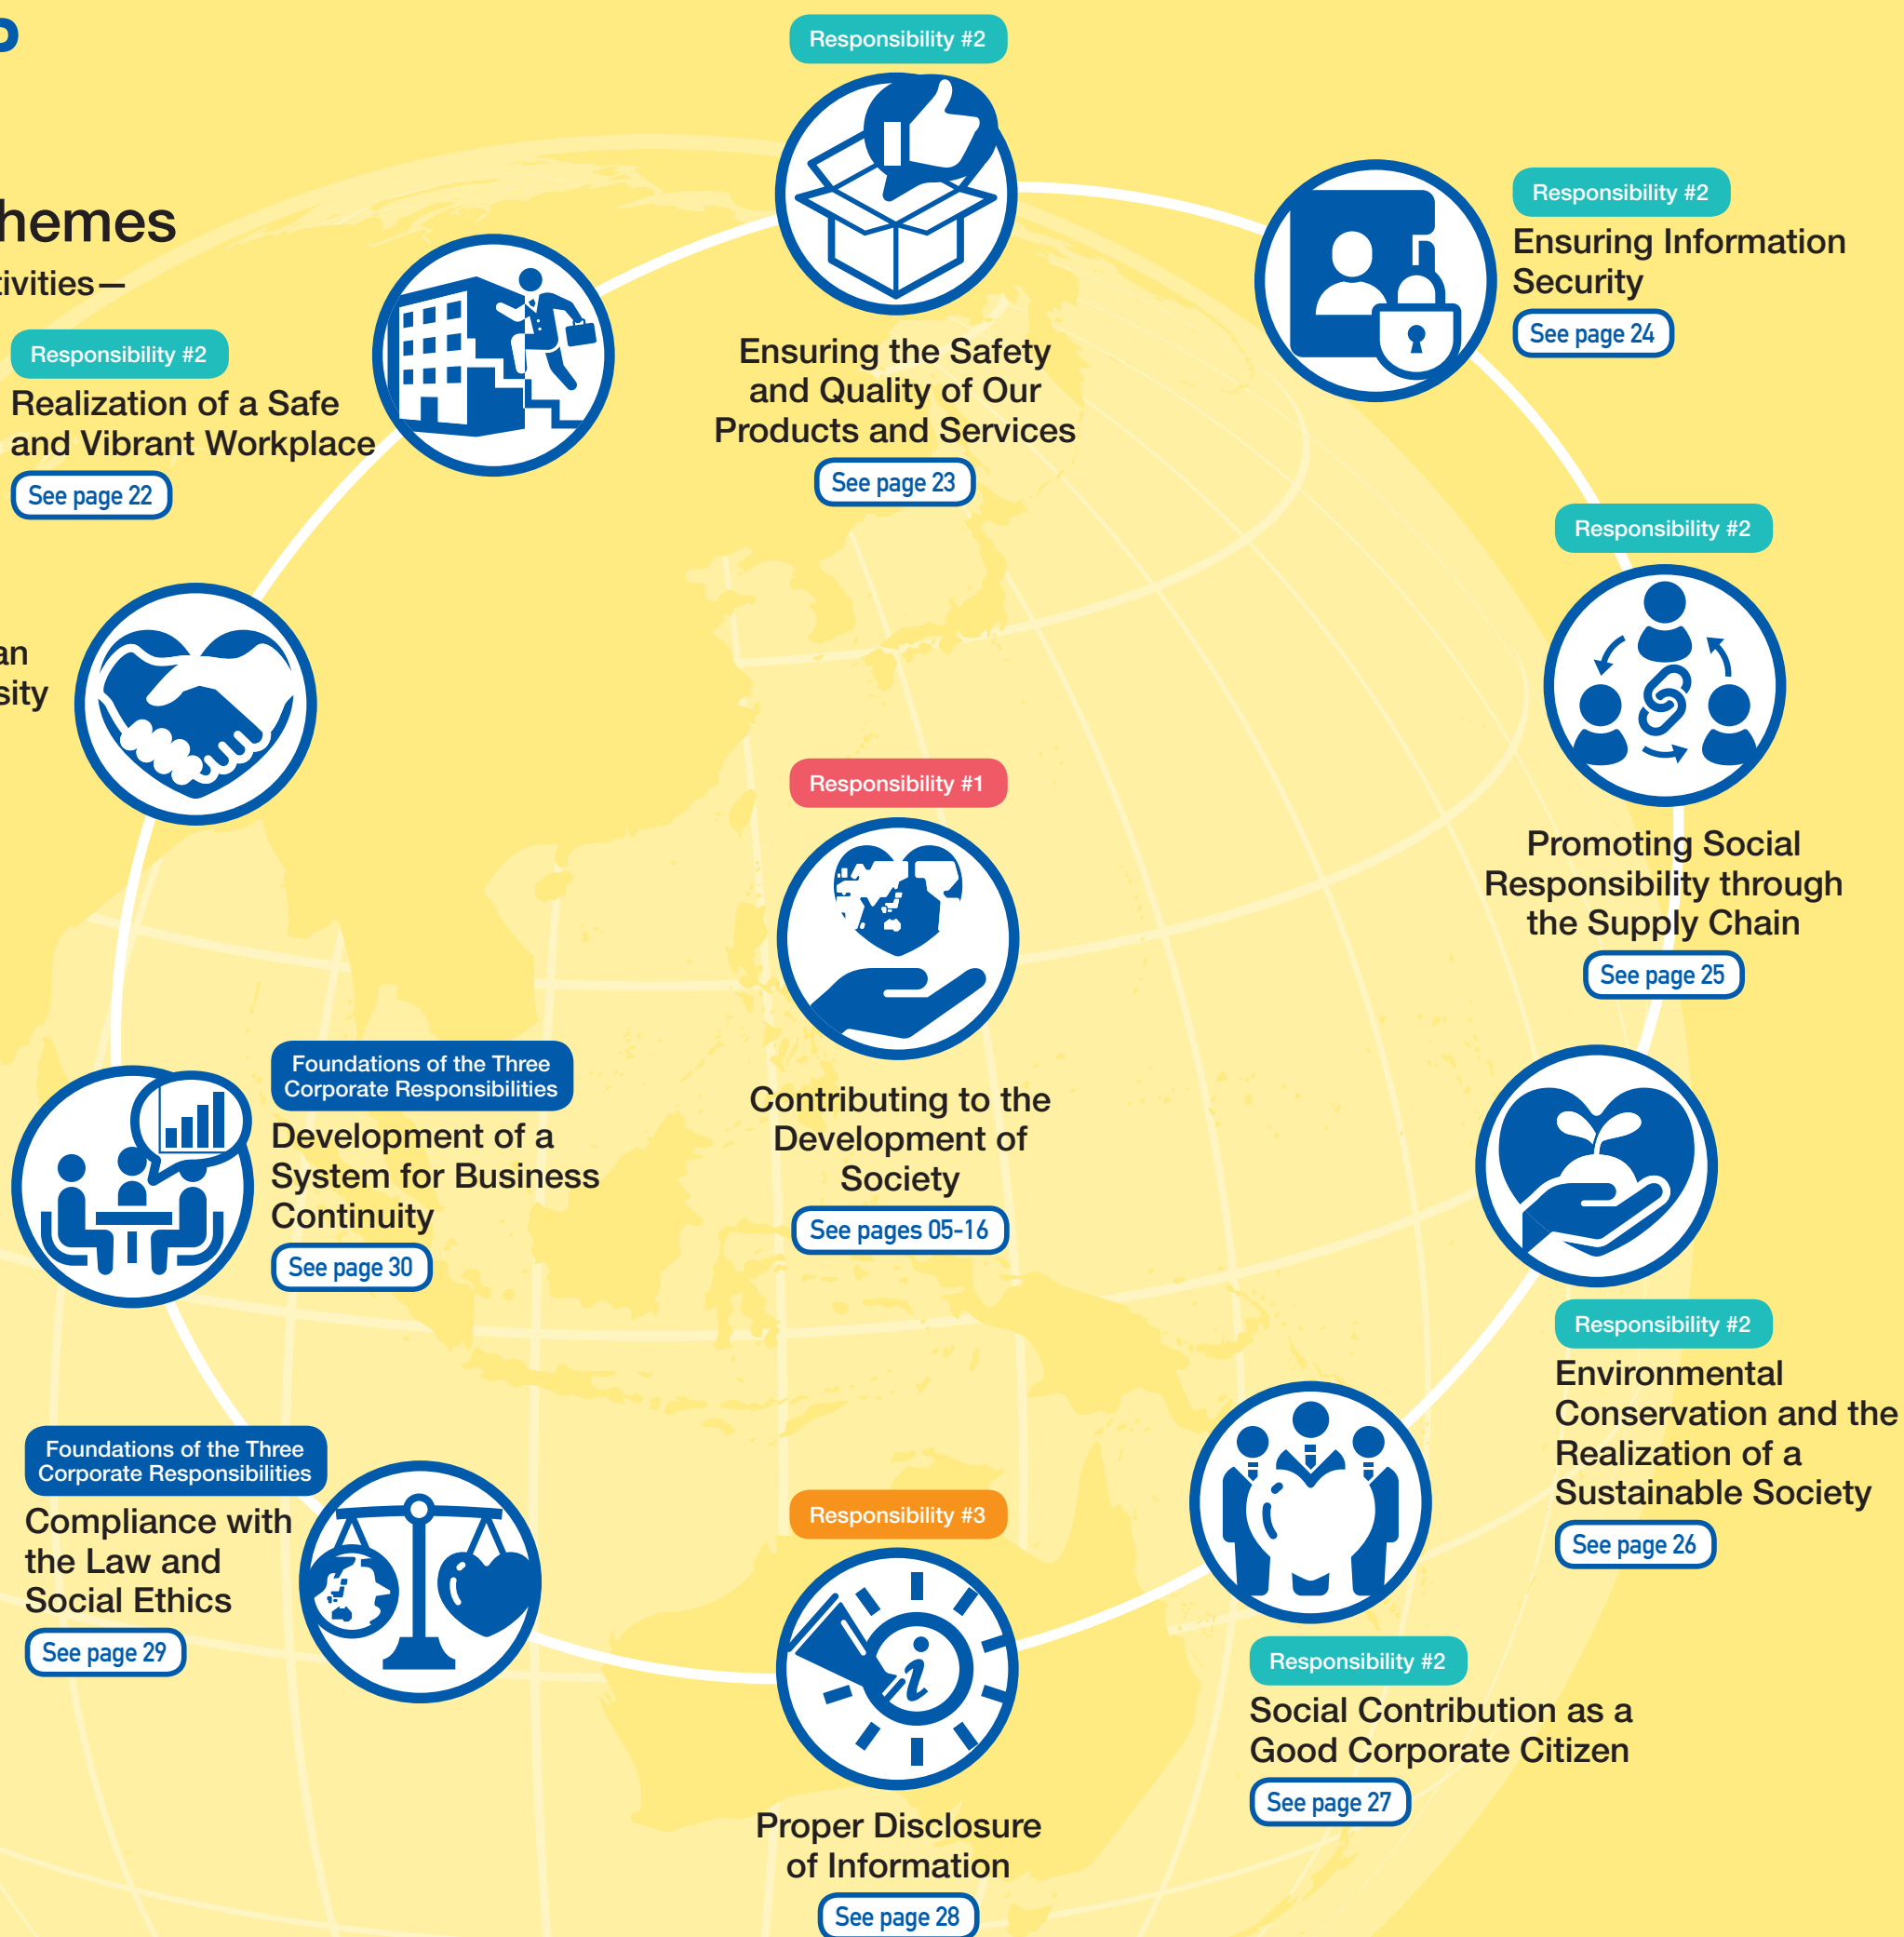 hemes
tivities—
Responsibility #2
Realization of a Safe
and Vibrant Workplace
See page 22
Responsibility #2
Ensuring the Safety
and Quality of Our
Products and Services
See page 23
Responsibility #2
Ensuring Information
Security
See page 24
Responsibility #2
Promoting Social
Responsibility through
the Supply Chain
See page 25
an
sity
Responsibility #1
Contributing to the
Development of
Society
See pages 05-16
Foundations of the Three
Corporate Responsibilities
Development of a
System for Business
Continuity
See page 30
Responsibility #2
Environmental
Conservation and the
Realization of a
Sustainable Society
See page 26
Foundations of the Three
Corporate Responsibilities
Compliance with
the Law and
Social Ethics
See page 29
Responsibility #3
i
Proper Disclosure
of Information
See page 28
Responsibility #2
Social Contribution as a
Good Corporate Citizen
See page 27